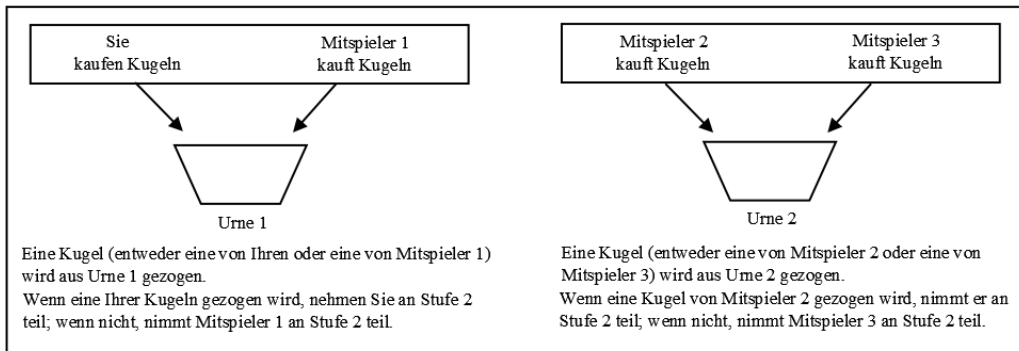 Sie
kaufen Kugeln
Mitspieler 1
kauft Kugeln
Urne 1
Eine Kugel (entweder eine von Ihren oder eine von Mitspieler 1)
wird aus Urne 1 gezogen.
Wenn eine Ihrer Kugeln gezogen wird, nehmen Sie an Stufe 2
teil; wenn nicht, nimmt Mitspieler 1 an Stufe 2 teil.
Mitspieler 2
kauft Kugeln
Mitspieler 3
kauft Kugeln
Urne 2
Eine Kugel (entweder eine von Mitspieler 2 oder eine von
Mitspieler 3) wird aus Urne 2 gezogen.
Wenn eine Kugel von Mitspieler 2 gezogen wird, nimmt er an
Stufe 2 teil; wenn nicht, nimmt Mitspieler 3 an Stufe 2 teil.